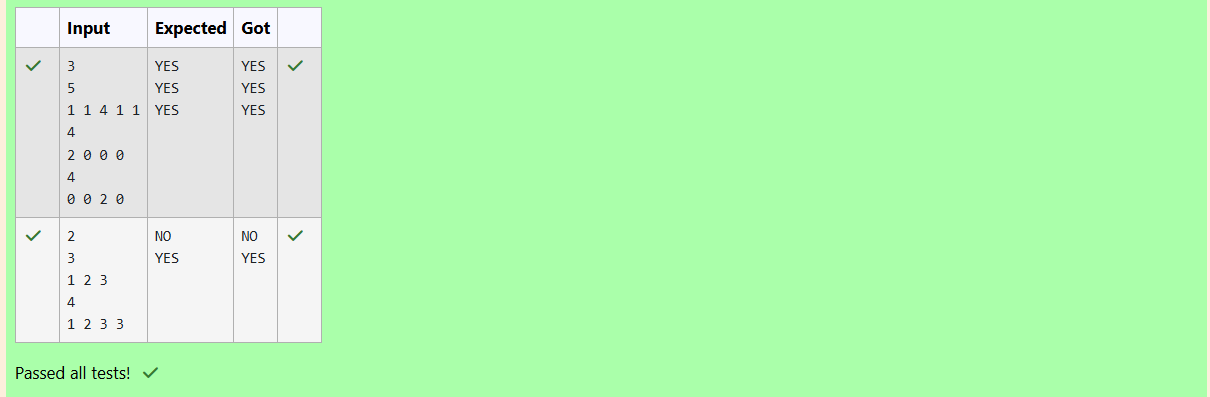 Input Expected Got
3 YES YES
5 YES YES
1 1 4 1 1 YES YES
4
2 0 0 0
4
0 0 2 0
2 NO NO
3 YES YES
1 2 3
4
1 2 3 3
Passed all tests!